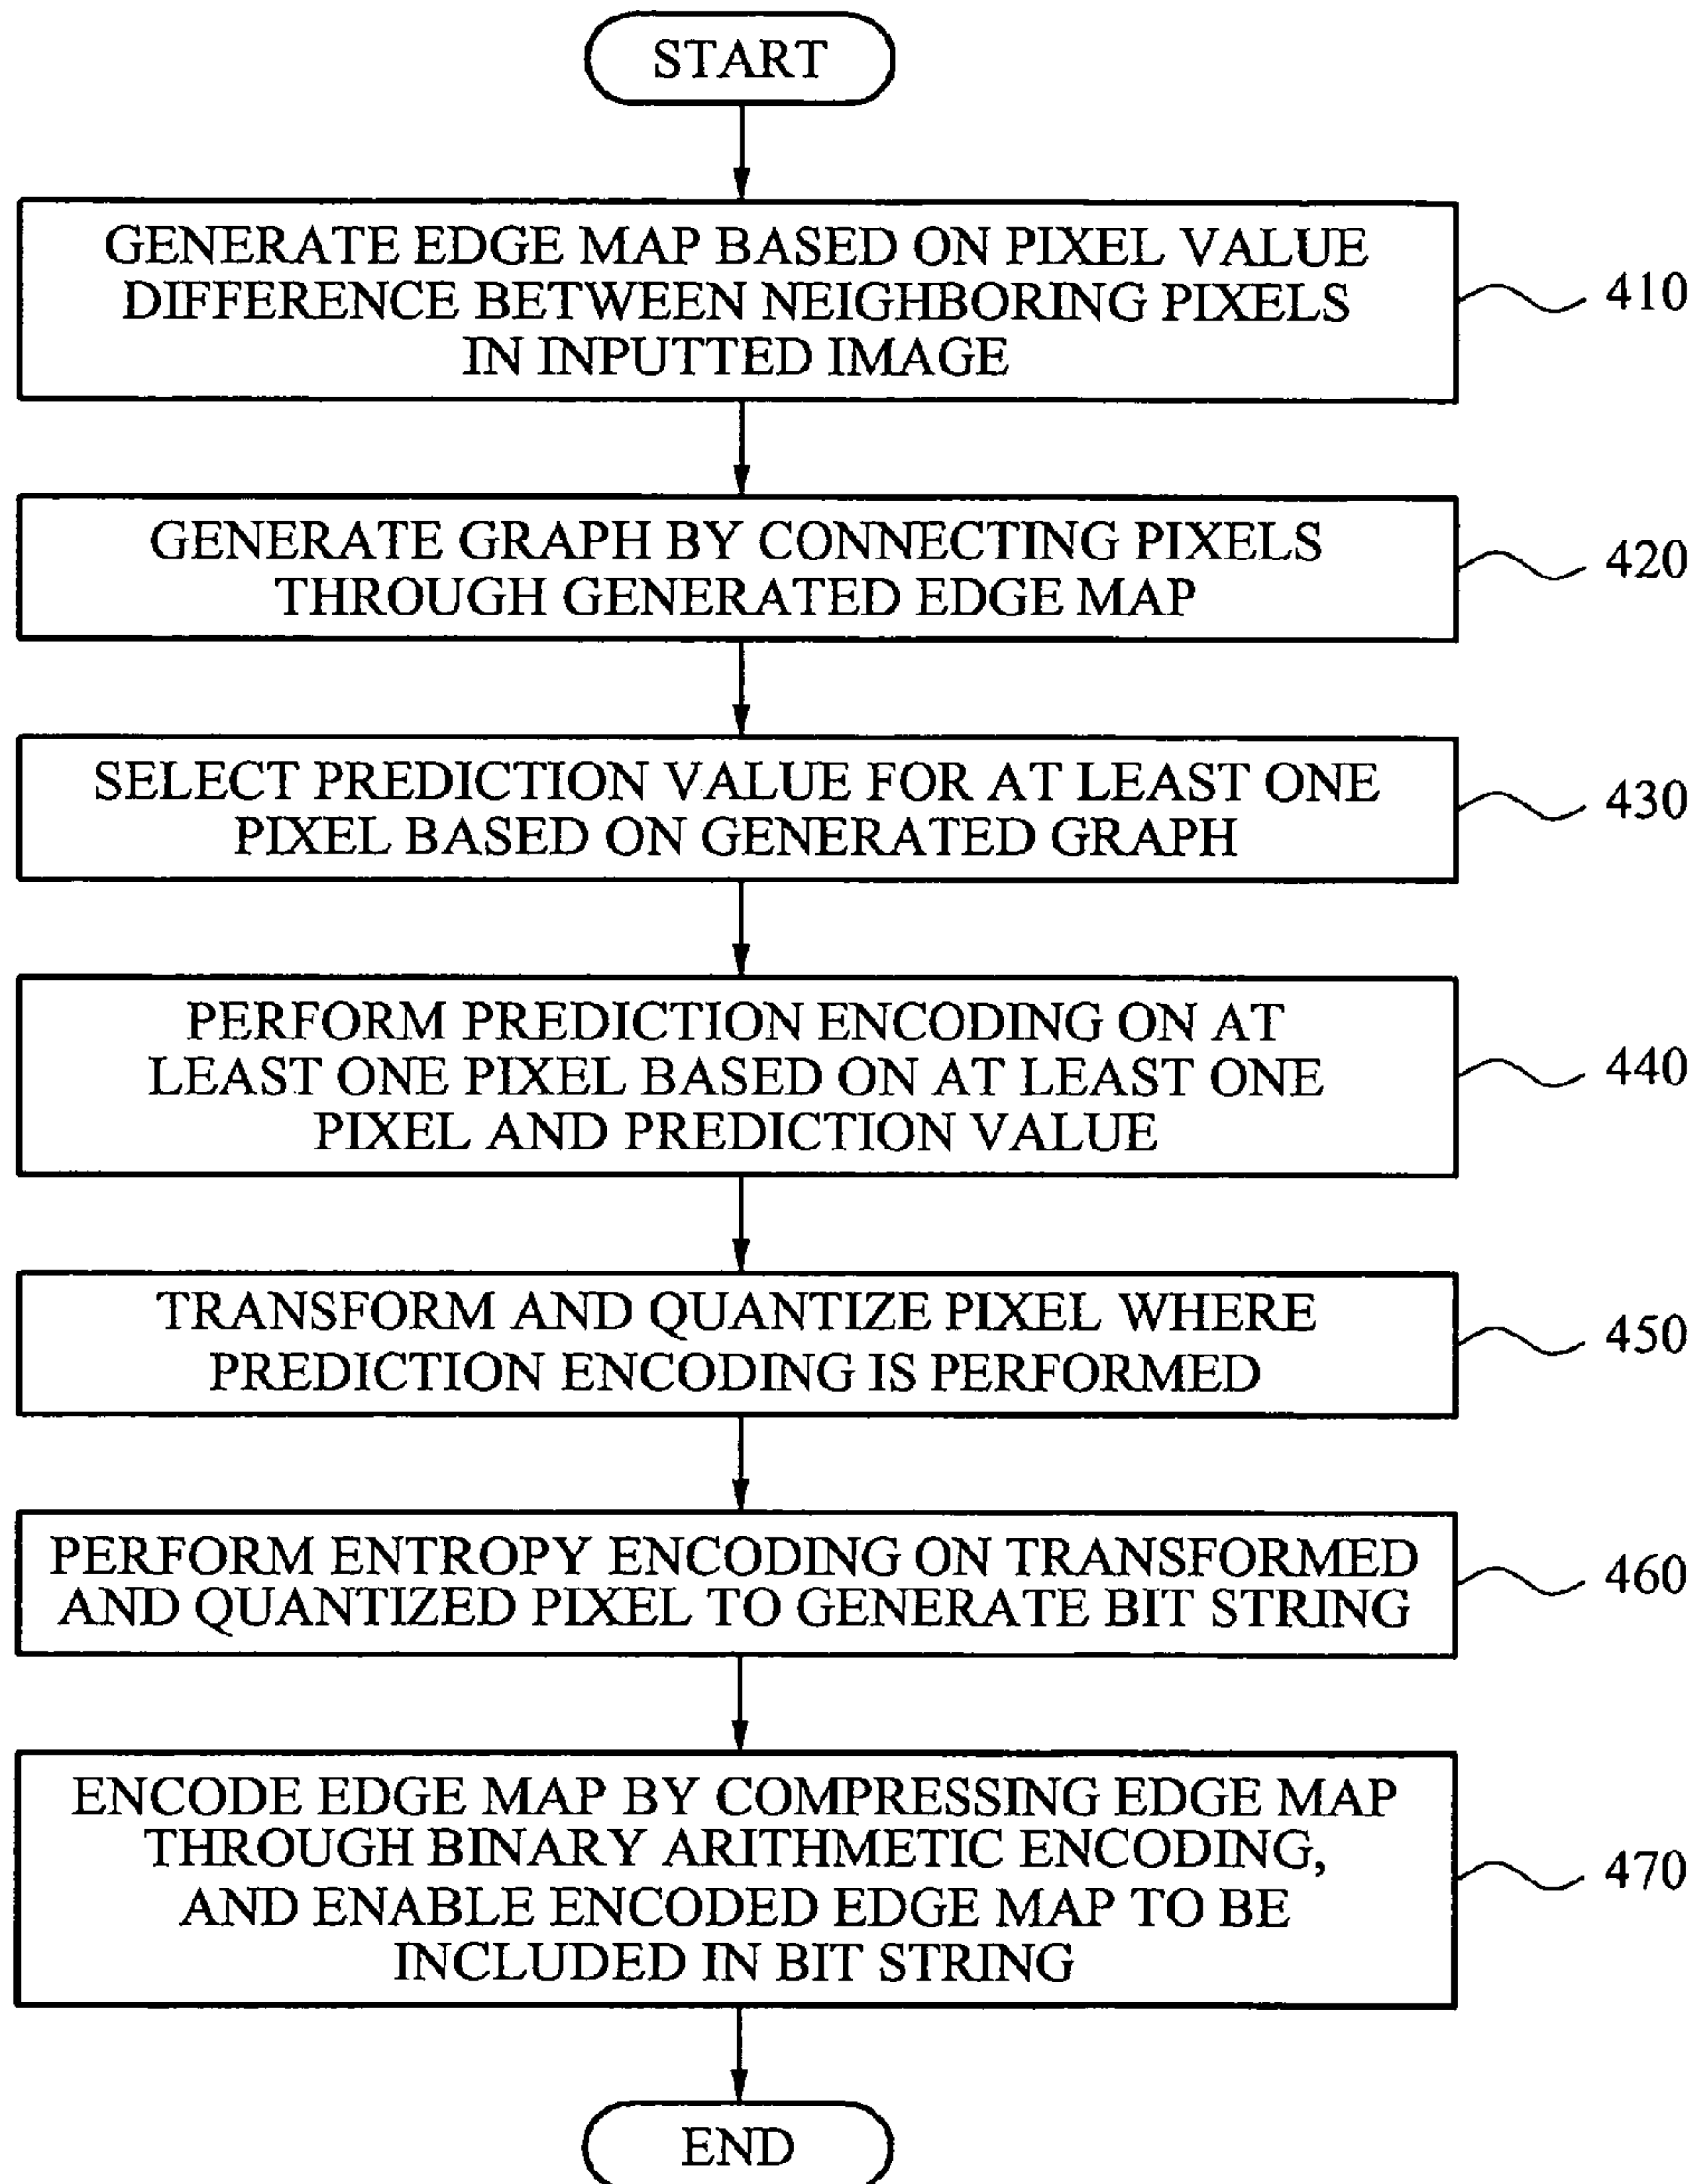 START
GENERATE EDGE MAP BASED ON PIXEL VALUE
DIFFERENCE BETWEEN NEIGHBORING PIXELS
IN INPUTTED IMAGE
410
GENERATE GRAPH BY CONNECTING PIXELS
THROUGH GENERATED EDGE MAP
420
SELECT PREDICTION VALUE FOR AT LEAST ONE
PIXEL BASED ON GENERATED GRAPH
430
PERFORM PREDICTION ENCODING ON AT
LEAST ONE PIXEL BASED ON AT LEAST ONE
PIXEL AND PREDICTION VALUE
440
TRANSFORM AND QUANTIZE PIXEL WHERE
PREDICTION ENCODING IS PERFORMED
450
PERFORM ENTROPY ENCODING ON TRANSFORMED
AND QUANTIZED PIXEL TO GENERATE BIT STRING
460
ENCODE EDGE MAP BY COMPRESSING EDGE MAP
THROUGH BINARY ARITHMETIC ENCODING,
AND ENABLE ENCODED EDGE MAP TO BE
INCLUDED IN BIT STRING
470
END